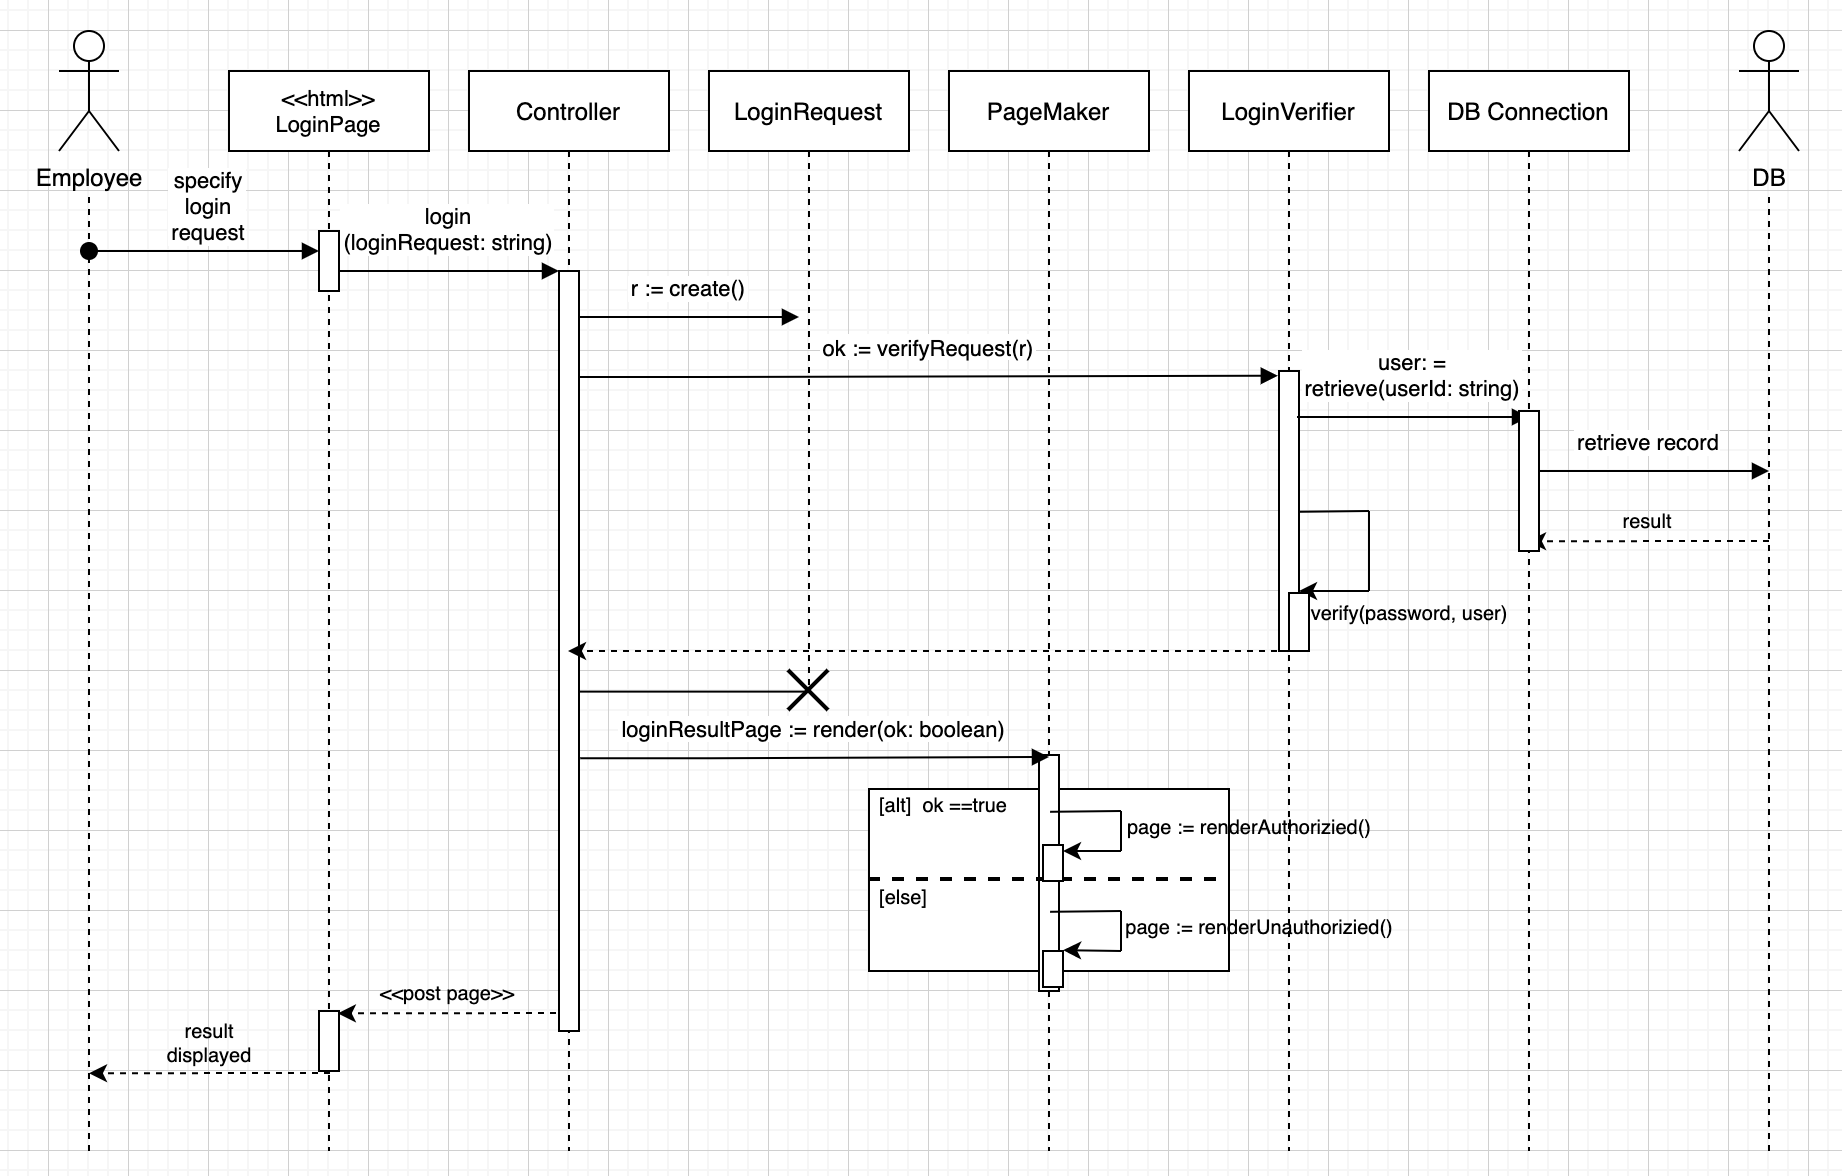 <<html>>
LoginPage
Controller
LoginRequest
PageMaker
LoginVerifier
DB Connection
Employee
DB
specify
login
request
login
(loginRequest: string)
r := create()
ok := verifyRequest(r)
user: =
retrieve(userId: string)
retrieve record
result
verify(password, user)
loginResultPage := render(ok: boolean)
[alt]  ok ==true
page := renderAuthorizied()
[else]
page := renderUnauthorizied()
<<post page>>
result
displayed